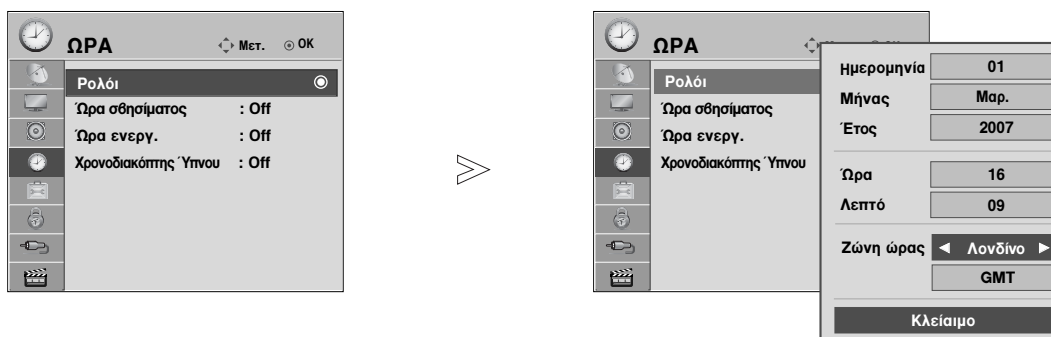 ΩΡΑ Μετ. OK
Ρολόι
Ώρα σβησίματος : Off
Ώρα ενεργ. : Off
Χρονοδιακόπτης Ύπνου : Off
ΩΡΑ
Ρολόι
Ώρα σβησίματος
Ώρα ενεργ.
Χρονοδιακόπτης Ύπνου
Ημερομηνία 01
Μήνας Μαρ.
Έτος 2007
Ώρα 16
Λεπτό 09
Ζώνη ώρας ◄ Λονδίνο ►
GMT
Κλείαιμο